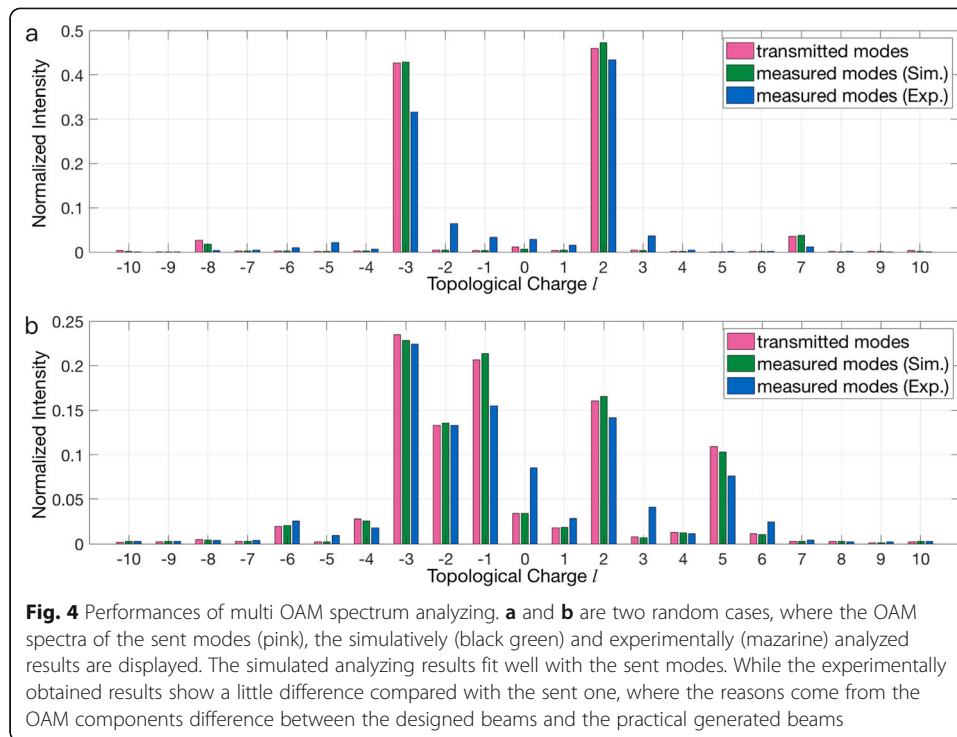 a
0.5
0.4
0.3
0.2
0.1
0
Normalized Intensity
transmitted modes
measured modes (Sim.)
measured modes (Exp.)
-10 -9 -8 -7 -6 -5 -4 -3 -2 -1 0 1 2 3 4 5 6 7 8 9 10
Topological Charge l
b
0.25
0.2
0.15
0.1
0.05
0
Normalized Intensity
transmitted modes
measured modes (Sim.)
measured modes (Exp.)
-10 -9 -8 -7 -6 -5 -4 -3 -2 -1 0 1 2 3 4 5 6 7 8 9 10
Topological Charge l
Fig. 4 Performances of multi OAM spectrum analyzing. a and b are two random cases, where the OAM
spectra of the sent modes (pink), the simulatively (black green) and experimentally (mazarine) analyzed
results are displayed. The simulated analyzing results fit well with the sent modes. While the experimentally
obtained results show a little difference compared with the sent one, where the reasons come from the
OAM components difference between the designed beams and the practical generated beams